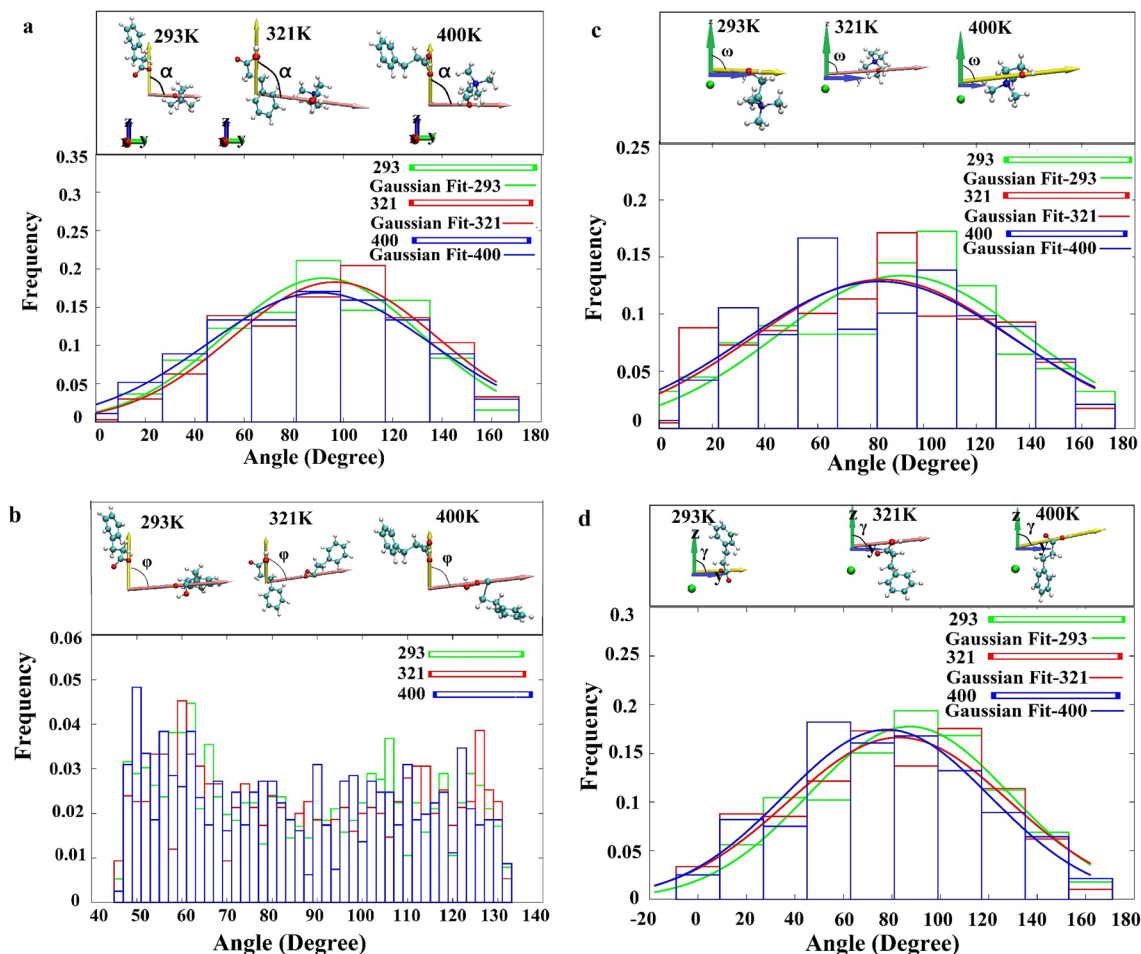 a
293K
321K
400K
α
α
α
z
y
z
y
z
y
0.35
0.3
0.25
0.2
0.15
0.1
0.05
0
Frequency
293
Gaussian Fit-293
321
Gaussian Fit-321
400
Gaussian Fit-400
0 20 40 60 80 100 120 140 160 180
Angle (Degree)
c
293K
321K
400K
z
z
z
ω
ω
ω
y
0.25
0.2
0.15
0.1
0.05
0
Frequency
293
Gaussian Fit-293
321
Gaussian Fit-321
400
Gaussian Fit-400
0 20 40 60 80 100 120 140 165 180
Angle (Degree)
b
293K
321K
400K
φ
φ
φ
0.06
0.05
0.04
0.03
0.02
0.01
0
Frequency
293
321
400
40 50 60 70 80 90 100 110 120 130 140
Angle (Degree)
d
293K
321K
400K
z
z
z
γ
γ
γ
y
y
y
0.3
0.25
0.2
0.15
0.1
0.05
0
Frequency
293
Gaussian Fit-293
321
Gaussian Fit-321
400
Gaussian Fit-400
-20 0 20 40 60 80 100 120 140 160 180
Angle (Degree)